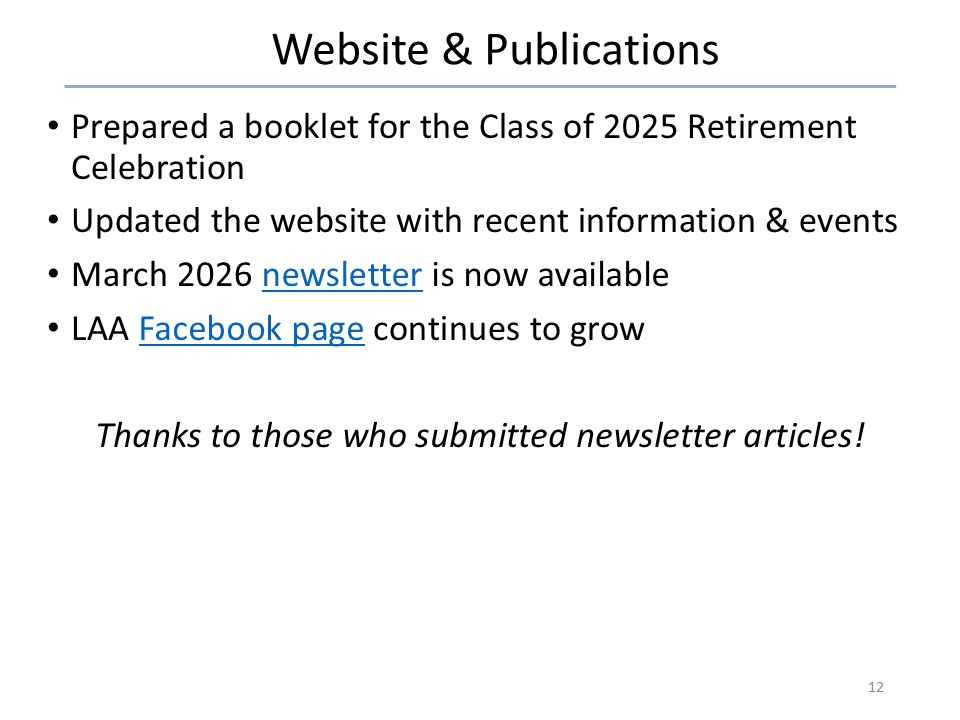 Website & Publications
• Prepared a booklet for the Class of 2025 Retirement
Celebration
• Updated the website with recent information & events
• March 2026 newsletter is now available
• LAA Facebook page continues to grow
Thanks to those who submitted newsletter articles!
12